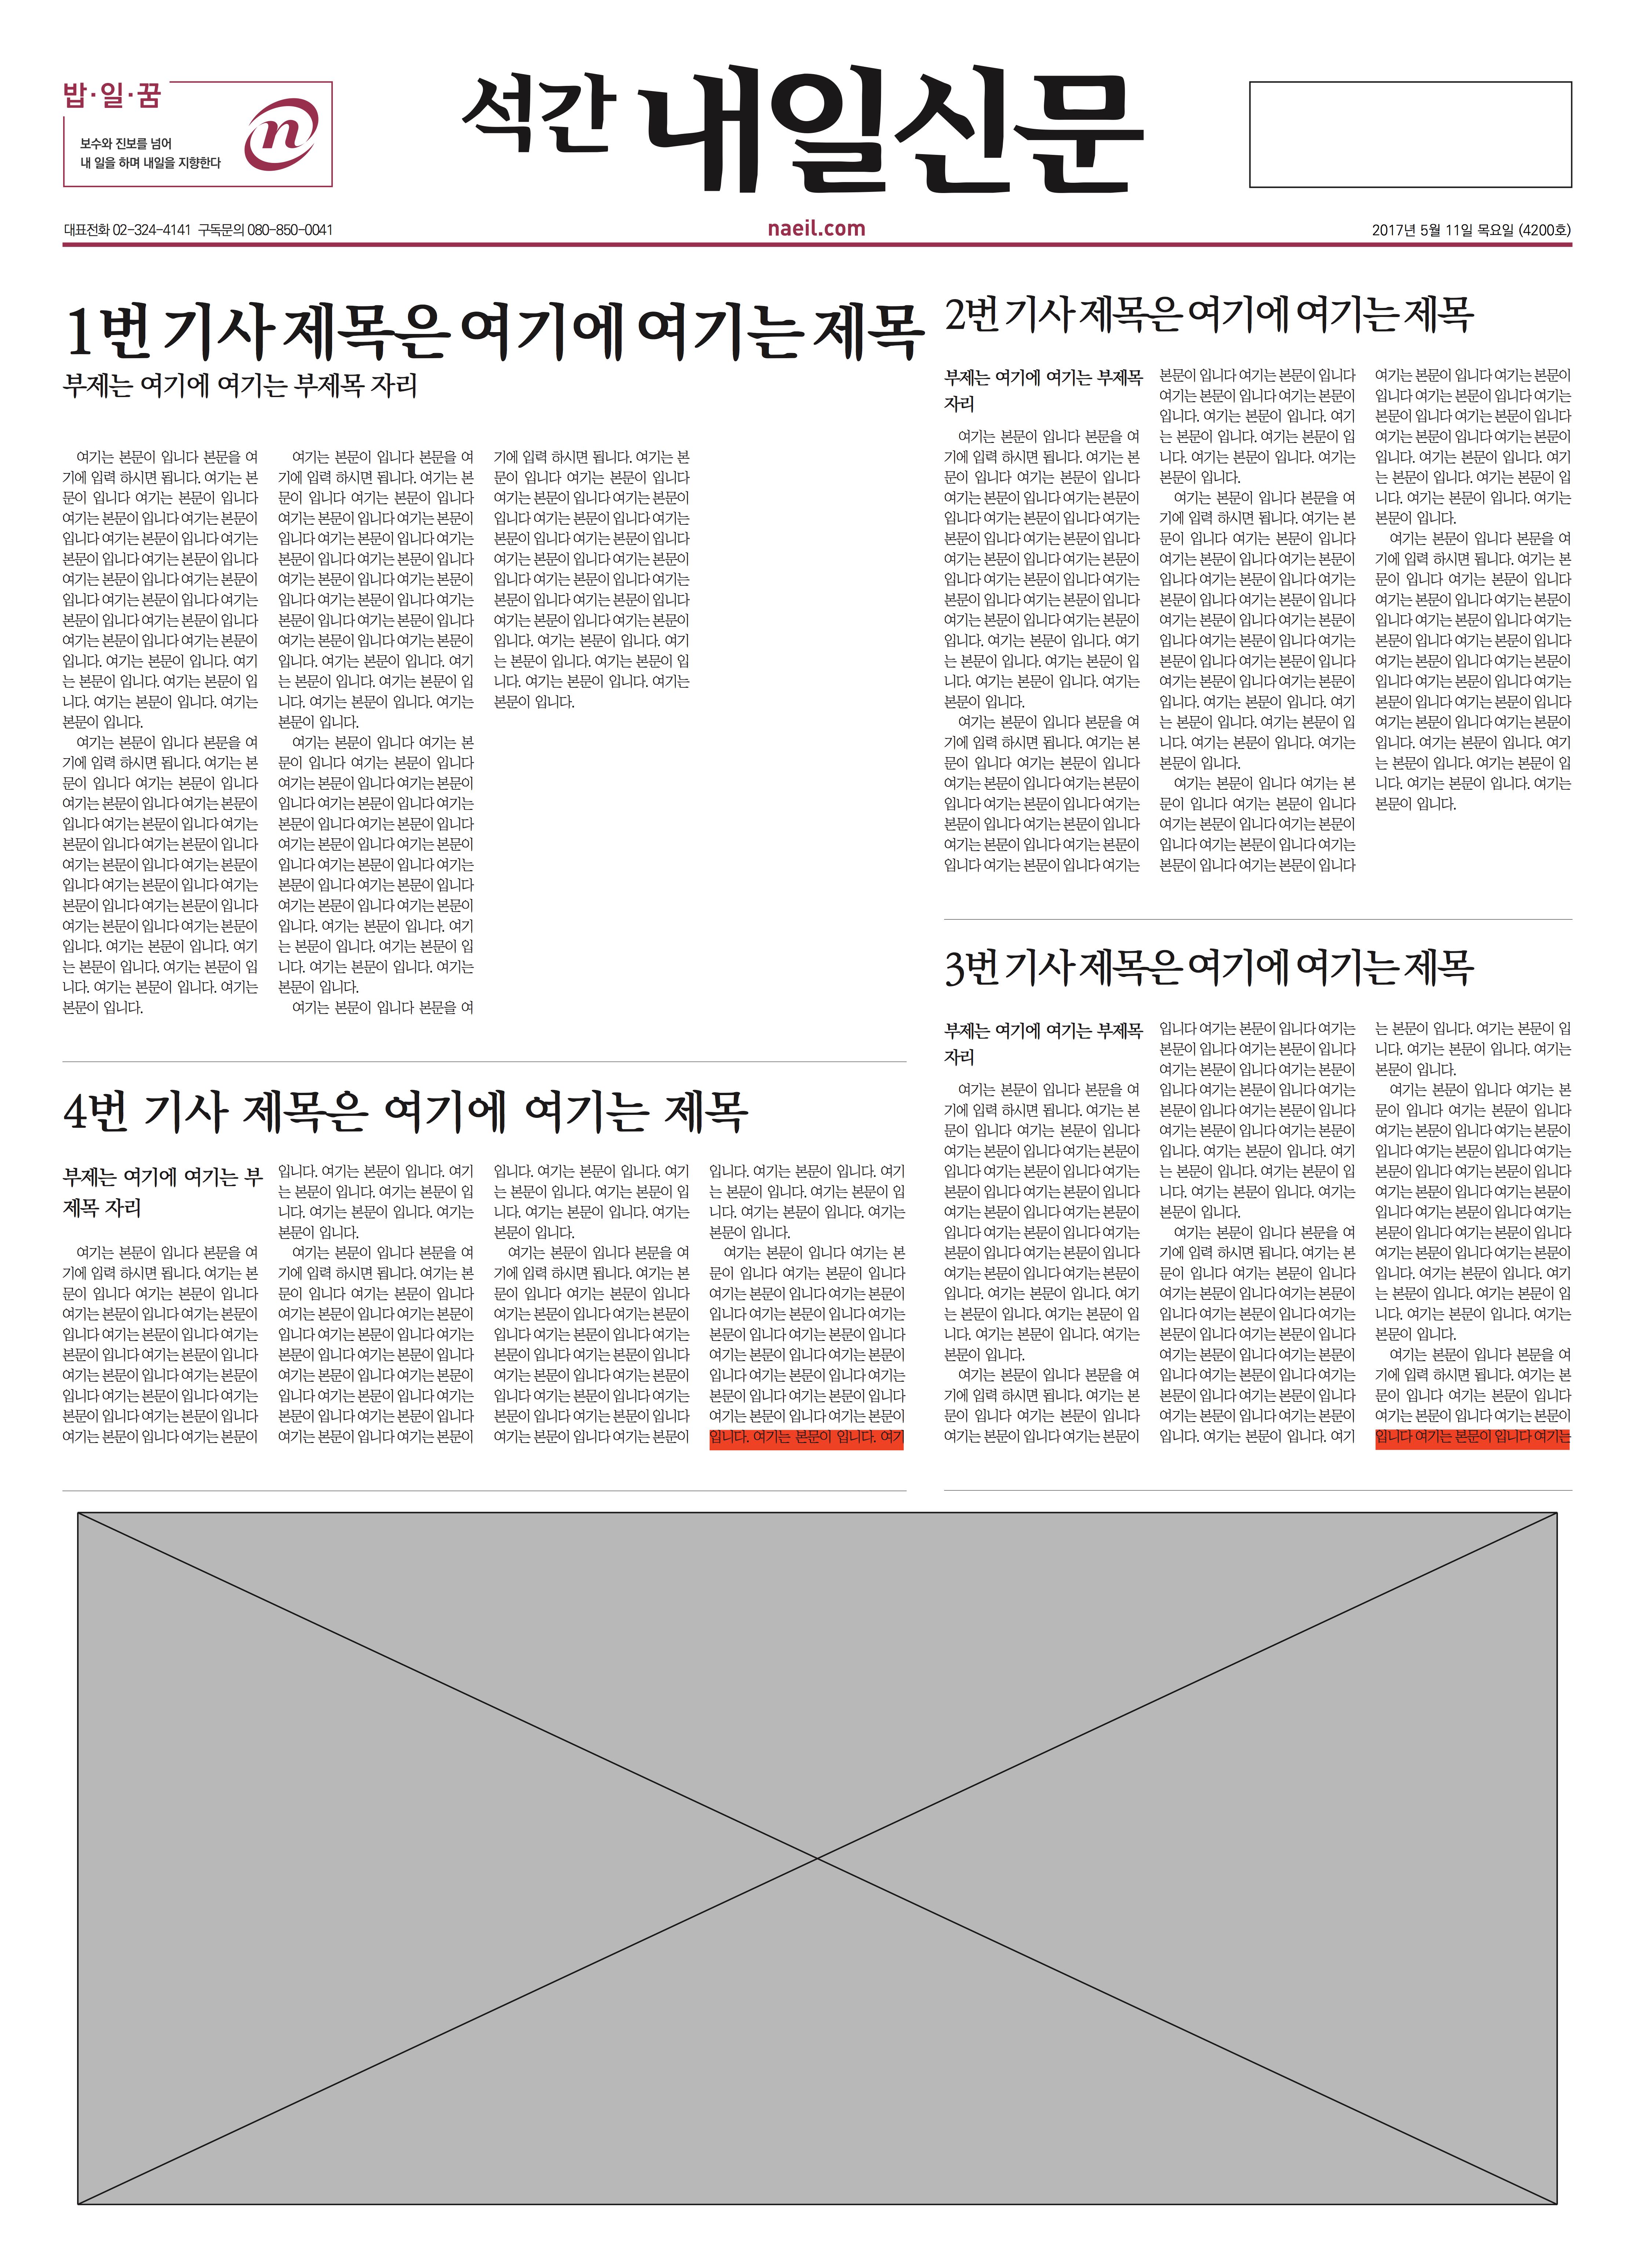 밥·일·꿈
보수와 진보를 넘어
내 일을 하며 내일을 지향한다
석간 내일신문
대표전화 02-324-4141 구독문의 080-850-0041
naeil.com
2017년 5월 11일 목요일 (4200호)
1번 기사 제목은 여기에 여기는 제목
부제는 여기에 여기는 부제목 자리
여기는 본문이 입니다 본문을 여
기에 입력 하시면 됩니다. 여기는 본
문이 입니다 여기는 본문이 입니다
여기는 본문이 입니다 여기는 본문이
입니다 여기는 본문이 입니다 여기는
본문이 입니다 여기는 본문이 입니다
여기는 본문이 입니다 여기는 본문이
입니다 여기는 본문이 입니다 여기는
본문이 입니다 여기는 본문이 입니다
여기는 본문이 입니다 여기는 본문이
입니다. 여기는 본문이 입니다. 여기
는 본문이 입니다. 여기는 본문이 입
니다. 여기는 본문이 입니다. 여기는
본문이 입니다.
여기는 본문이 입니다 본문을 여
기에 입력 하시면 됩니다. 여기는 본
문이 입니다 여기는 본문이 입니다
여기는 본문이 입니다 여기는 본문이
입니다 여기는 본문이 입니다 여기는
본문이 입니다 여기는 본문이 입니다
여기는 본문이 입니다 여기는 본문이
입니다 여기는 본문이 입니다 여기는
본문이 입니다 여기는 본문이 입니다
여기는 본문이 입니다 여기는 본문이
입니다. 여기는 본문이 입니다. 여기
는 본문이 입니다. 여기는 본문이 입
니다. 여기는 본문이 입니다. 여기는
본문이 입니다.
여기는 본문이 입니다 본문을 여
기에 입력 하시면 됩니다. 여기는 본
문이 입니다 여기는 본문이 입니다
여기는 본문이 입니다 여기는 본문이
입니다 여기는 본문이 입니다 여기는
본문이 입니다 여기는 본문이 입니다
여기는 본문이 입니다 여기는 본문이
입니다 여기는 본문이 입니다 여기는
본문이 입니다 여기는 본문이 입니다
여기는 본문이 입니다 여기는 본문이
입니다. 여기는 본문이 입니다. 여기
는 본문이 입니다. 여기는 본문이 입
니다. 여기는 본문이 입니다. 여기는
본문이 입니다.
여기는 본문이 입니다 여기는 본
문이 입니다 여기는 본문이 입니다
여기는 본문이 입니다 여기는 본문이
입니다 여기는 본문이 입니다 여기는
본문이 입니다 여기는 본문이 입니다
여기는 본문이 입니다 여기는 본문이
입니다 여기는 본문이 입니다 여기는
본문이 입니다 여기는 본문이 입니다
여기는 본문이 입니다 여기는 본문이
입니다. 여기는 본문이 입니다. 여기
는 본문이 입니다. 여기는 본문이 입
니다. 여기는 본문이 입니다. 여기는
본문이 입니다.
여기는 본문이 입니다 본문을 여
기에 입력 하시면 됩니다. 여기는 본
문이 입니다 여기는 본문이 입니다
여기는 본문이 입니다 여기는 본문이
입니다 여기는 본문이 입니다 여기는
본문이 입니다 여기는 본문이 입니다
여기는 본문이 입니다 여기는 본문이
입니다 여기는 본문이 입니다 여기는
본문이 입니다 여기는 본문이 입니다
여기는 본문이 입니다 여기는 본문이
입니다. 여기는 본문이 입니다. 여기
는 본문이 입니다. 여기는 본문이 입
니다. 여기는 본문이 입니다. 여기는
본문이 입니다.
2번 기사 제목은 여기에 여기는 제목
부제는 여기에 여기는 부제목
자리
여기는 본문이 입니다 본문을 여
기에 입력 하시면 됩니다. 여기는 본
문이 입니다 여기는 본문이 입니다
여기는 본문이 입니다 여기는 본문이
입니다 여기는 본문이 입니다 여기는
본문이 입니다 여기는 본문이 입니다
여기는 본문이 입니다 여기는 본문이
입니다 여기는 본문이 입니다 여기는
본문이 입니다 여기는 본문이 입니다
여기는 본문이 입니다 여기는 본문이
입니다. 여기는 본문이 입니다. 여기
는 본문이 입니다. 여기는 본문이 입
니다. 여기는 본문이 입니다. 여기는
본문이 입니다.
여기는 본문이 입니다 본문을 여
기에 입력 하시면 됩니다. 여기는 본
문이 입니다 여기는 본문이 입니다
여기는 본문이 입니다 여기는 본문이
입니다 여기는 본문이 입니다 여기는
본문이 입니다 여기는 본문이 입니다
여기는 본문이 입니다 여기는 본문이
입니다 여기는 본문이 입니다 여기는
본문이 입니다 여기는 본문이 입니다
여기는 본문이 입니다 여기는 본문이
입니다. 여기는 본문이 입니다. 여기
는 본문이 입니다. 여기는 본문이 입
니다. 여기는 본문이 입니다. 여기는
본문이 입니다.
여기는 본문이 입니다 본문을 여
기에 입력 하시면 됩니다. 여기는 본
문이 입니다 여기는 본문이 입니다
여기는 본문이 입니다 여기는 본문이
입니다 여기는 본문이 입니다 여기는
본문이 입니다 여기는 본문이 입니다
여기는 본문이 입니다 여기는 본문이
입니다 여기는 본문이 입니다 여기는
본문이 입니다 여기는 본문이 입니다
여기는 본문이 입니다 여기는 본문이
입니다. 여기는 본문이 입니다. 여기
는 본문이 입니다. 여기는 본문이 입
니다. 여기는 본문이 입니다. 여기는
본문이 입니다.
여기는 본문이 입니다 여기는 본
문이 입니다 여기는 본문이 입니다
여기는 본문이 입니다 여기는 본문이
입니다 여기는 본문이 입니다 여기는
본문이 입니다 여기는 본문이 입니다
여기는 본문이 입니다 여기는 본문이
입니다 여기는 본문이 입니다 여기는
본문이 입니다 여기는 본문이 입니다
여기는 본문이 입니다 여기는 본문이
입니다. 여기는 본문이 입니다. 여기
는 본문이 입니다. 여기는 본문이 입
니다. 여기는 본문이 입니다. 여기는
본문이 입니다.
여기는 본문이 입니다 본문을 여
기에 입력 하시면 됩니다. 여기는 본
문이 입니다 여기는 본문이 입니다
여기는 본문이 입니다 여기는 본문이
입니다 여기는 본문이 입니다 여기는
본문이 입니다 여기는 본문이 입니다
여기는 본문이 입니다 여기는 본문이
입니다 여기는 본문이 입니다 여기는
본문이 입니다 여기는 본문이 입니다
여기는 본문이 입니다 여기는 본문이
입니다. 여기는 본문이 입니다. 여기
는 본문이 입니다. 여기는 본문이 입
니다. 여기는 본문이 입니다. 여기는
본문이 입니다.
3번 기사 제목은 여기에 여기는 제목
부제는 여기에 여기는 부제목
자리
여기는 본문이 입니다 본문을 여
기에 입력 하시면 됩니다. 여기는 본
문이 입니다 여기는 본문이 입니다
여기는 본문이 입니다 여기는 본문이
입니다 여기는 본문이 입니다 여기는
본문이 입니다 여기는 본문이 입니다
여기는 본문이 입니다 여기는 본문이
입니다 여기는 본문이 입니다 여기는
본문이 입니다 여기는 본문이 입니다
여기는 본문이 입니다 여기는 본문이
입니다. 여기는 본문이 입니다. 여기
는 본문이 입니다. 여기는 본문이 입
니다. 여기는 본문이 입니다. 여기는
본문이 입니다.
여기는 본문이 입니다 본문을 여
기에 입력 하시면 됩니다. 여기는 본
문이 입니다 여기는 본문이 입니다
여기는 본문이 입니다 여기는 본문이
입니다 여기는 본문이 입니다 여기는
본문이 입니다 여기는 본문이 입니다
여기는 본문이 입니다 여기는 본문이
입니다 여기는 본문이 입니다 여기는
본문이 입니다 여기는 본문이 입니다
여기는 본문이 입니다 여기는 본문이
입니다. 여기는 본문이 입니다. 여기
는 본문이 입니다. 여기는 본문이 입
니다. 여기는 본문이 입니다. 여기는
본문이 입니다.
여기는 본문이 입니다 본문을 여
기에 입력 하시면 됩니다. 여기는 본
문이 입니다 여기는 본문이 입니다
여기는 본문이 입니다 여기는 본문이
입니다 여기는 본문이 입니다 여기는
본문이 입니다 여기는 본문이 입니다
여기는 본문이 입니다 여기는 본문이
입니다 여기는 본문이 입니다 여기는
본문이 입니다 여기는 본문이 입니다
여기는 본문이 입니다 여기는 본문이
입니다. 여기는 본문이 입니다. 여기
는 본문이 입니다. 여기는 본문이 입
니다. 여기는 본문이 입니다. 여기는
본문이 입니다.
여기는 본문이 입니다 여기는 본
문이 입니다 여기는 본문이 입니다
여기는 본문이 입니다 여기는 본문이
입니다 여기는 본문이 입니다 여기는
본문이 입니다 여기는 본문이 입니다
여기는 본문이 입니다 여기는 본문이
입니다 여기는 본문이 입니다 여기는
본문이 입니다 여기는 본문이 입니다
여기는 본문이 입니다 여기는 본문이
입니다. 여기는 본문이 입니다. 여기
는 본문이 입니다. 여기는 본문이 입
니다. 여기는 본문이 입니다. 여기는
본문이 입니다.
여기는 본문이 입니다 본문을 여
기에 입력 하시면 됩니다. 여기는 본
문이 입니다 여기는 본문이 입니다
여기는 본문이 입니다 여기는 본문이
입니다 여기는 본문이 입니다 여기는
4번 기사 제목은 여기에 여기는 제목
부제는 여기에 여기는 부
제목 자리
여기는 본문이 입니다 본문을 여
기에 입력 하시면 됩니다. 여기는 본
문이 입니다 여기는 본문이 입니다
여기는 본문이 입니다 여기는 본문이
입니다 여기는 본문이 입니다 여기는
본문이 입니다 여기는 본문이 입니다
여기는 본문이 입니다 여기는 본문이
입니다 여기는 본문이 입니다 여기는
본문이 입니다 여기는 본문이 입니다
여기는 본문이 입니다 여기는 본문이
입니다. 여기는 본문이 입니다. 여기
는 본문이 입니다. 여기는 본문이 입
니다. 여기는 본문이 입니다. 여기는
본문이 입니다.
여기는 본문이 입니다 본문을 여
기에 입력 하시면 됩니다. 여기는 본
문이 입니다 여기는 본문이 입니다
여기는 본문이 입니다 여기는 본문이
입니다 여기는 본문이 입니다 여기는
본문이 입니다 여기는 본문이 입니다
여기는 본문이 입니다 여기는 본문이
입니다 여기는 본문이 입니다 여기는
본문이 입니다 여기는 본문이 입니다
여기는 본문이 입니다 여기는 본문이
입니다. 여기는 본문이 입니다. 여기
는 본문이 입니다. 여기는 본문이 입
니다. 여기는 본문이 입니다. 여기는
본문이 입니다.
여기는 본문이 입니다 본문을 여
기에 입력 하시면 됩니다. 여기는 본
문이 입니다 여기는 본문이 입니다
여기는 본문이 입니다 여기는 본문이
입니다 여기는 본문이 입니다 여기는
본문이 입니다 여기는 본문이 입니다
여기는 본문이 입니다 여기는 본문이
입니다 여기는 본문이 입니다 여기는
본문이 입니다 여기는 본문이 입니다
여기는 본문이 입니다 여기는 본문이
입니다. 여기는 본문이 입니다. 여기
는 본문이 입니다. 여기는 본문이 입
니다. 여기는 본문이 입니다. 여기는
본문이 입니다.
여기는 본문이 입니다 여기는 본
문이 입니다 여기는 본문이 입니다
여기는 본문이 입니다 여기는 본문이
입니다 여기는 본문이 입니다 여기는
본문이 입니다 여기는 본문이 입니다
여기는 본문이 입니다 여기는 본문이
입니다 여기는 본문이 입니다 여기는
본문이 입니다 여기는 본문이 입니다
여기는 본문이 입니다 여기는 본문이
입니다. 여기는 본문이 입니다. 여기